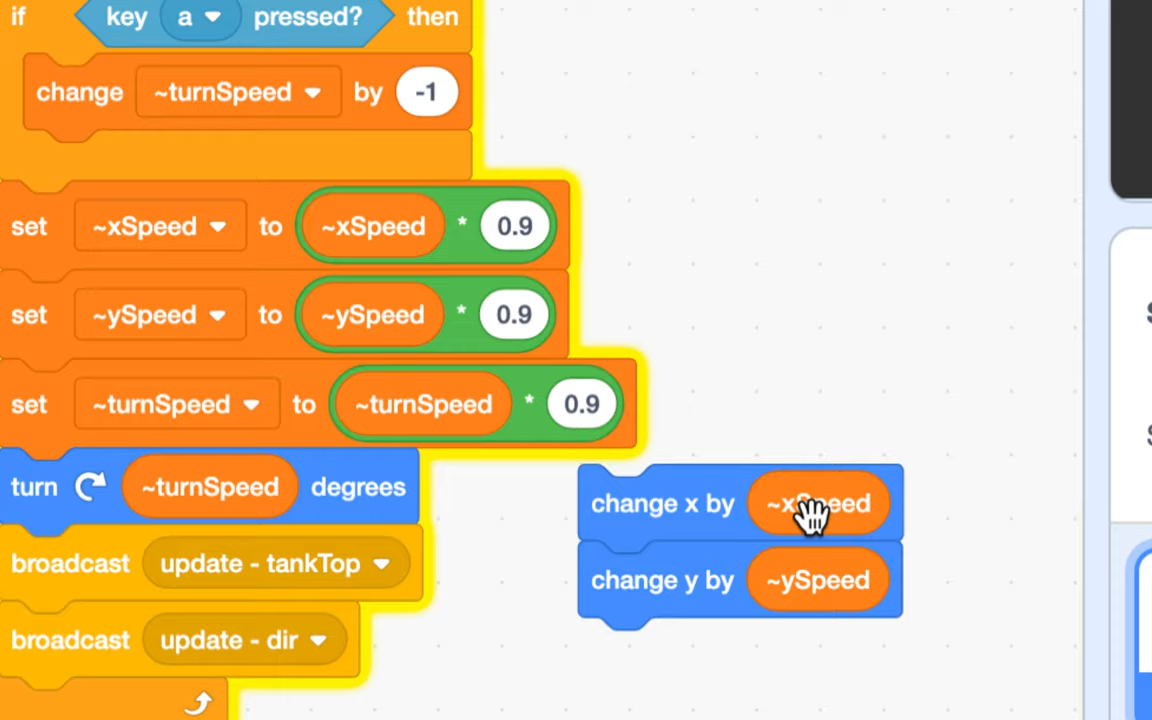 if key a pressed? then
change ~turnSpeed by -1
set ~xSpeed to ~xSpeed * 0.9
set ~ySpeed to ~ySpeed * 0.9
set ~turnSpeed to ~turnSpeed * 0.9
turn ~turnSpeed degrees
change x by ~xSpeed
broadcast update - tankTop
change y by ~ySpeed
broadcast update - dir